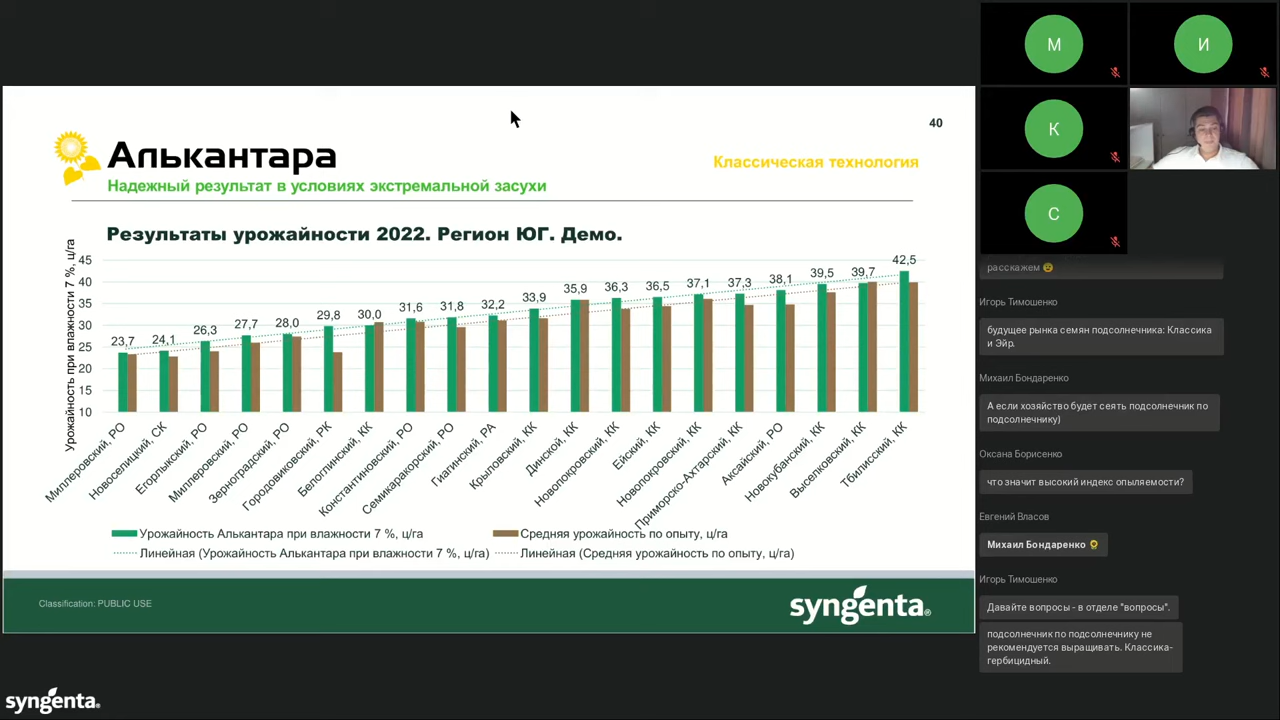 40
Алькантара
Классическая технология
Надежный результат в условиях экстремальной засухи
Результаты урожайности 2022. Регион ЮГ. Демо.
Урожайность при влажности 7 %, ц/га
45
40
35
30
25
20
15
10
23,7
24,1
26,3
27,7
28,0
29,8
30,0
31,6
31,8
32,2
33,9
35,9
36,3
36,5
37,1
37,3
38,1
39,5
39,7
42,5
Миллеровский, РО
Новоселицкий, СК
Егорлыкский, РО
Миллеровский, РО
Зерноградский, РО
Городовиковский, РК
Белоглинский, КК
Константиновский, РО
Семикаракорский, РО
Гиагинский, РА
Крыловский, КК
Динской, КК
Новопокровский, КК
Ейский, КК
Новопокровский, КК
Приморско-Ахтарский, КК
Аксайский, РО
Новокубанский, КК
Выселковский, КК
Тбилисский, КК
Урожайность Алькантара при влажности 7 %, ц/га
Средняя урожайность по опыту, ц/га
Линейная (Урожайность Алькантара при влажности 7 %, ц/га)
Линейная (Средняя урожайность по опыту, ц/га)
Classification: PUBLIC USE
syngenta®
syngenta®
М
И
К
С
расскажем
Игорь Тимошенко
будущее рынка семян подсолнечника: Классика
и Эйр.
Михаил Бондаренко
А если хозяйство будет сеять подсолнечник по
подсолнечнику)
Оксана Борисенко
что значит высокий индекс опыляемости?
Евгений Власов
Михаил Бондаренко
Игорь Тимошенко
Давайте вопросы - в отделе "вопросы".
подсолнечник по подсолнечнику не
рекомендуется выращивать. Классика-
гербицидный.